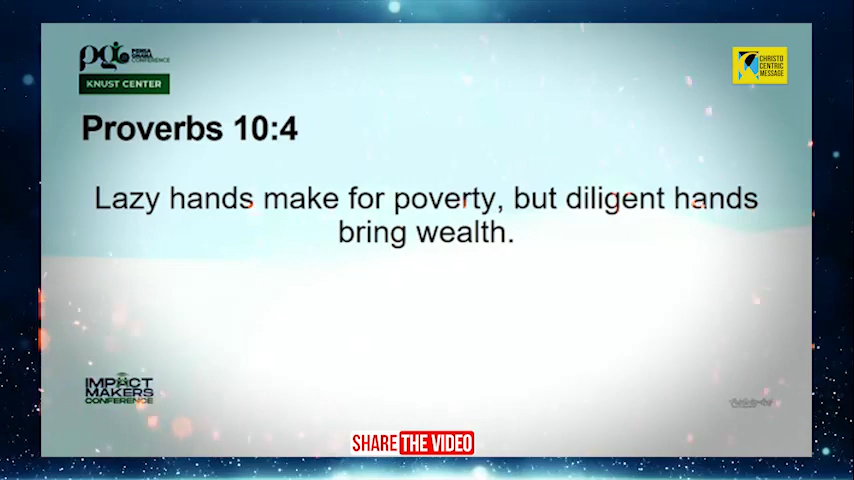 pg
PENSA
GHANA
CONFERENCE
KNUST CENTER
CHRISTO
CENTRIC
MESSAGE
Proverbs 10:4
Lazy hands make for poverty, but diligent hands
bring wealth.
IMPACT
MAKERS
CONFERENCE
SHARE THE VIDEO